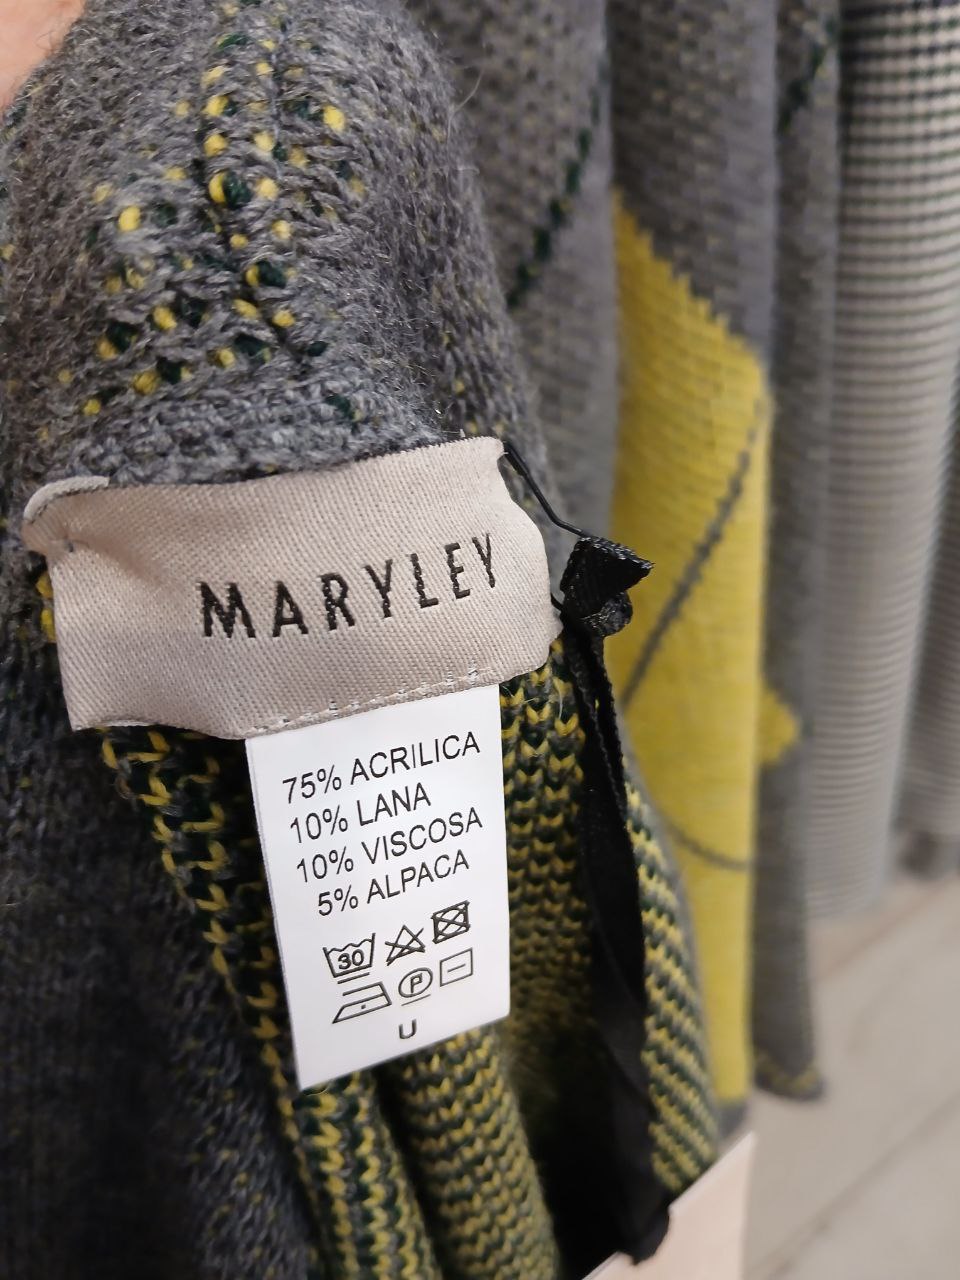 MARYLEY
75% ACRILICA
10% LANA
10% VISCOSA
5% ALPACA
30
P
U